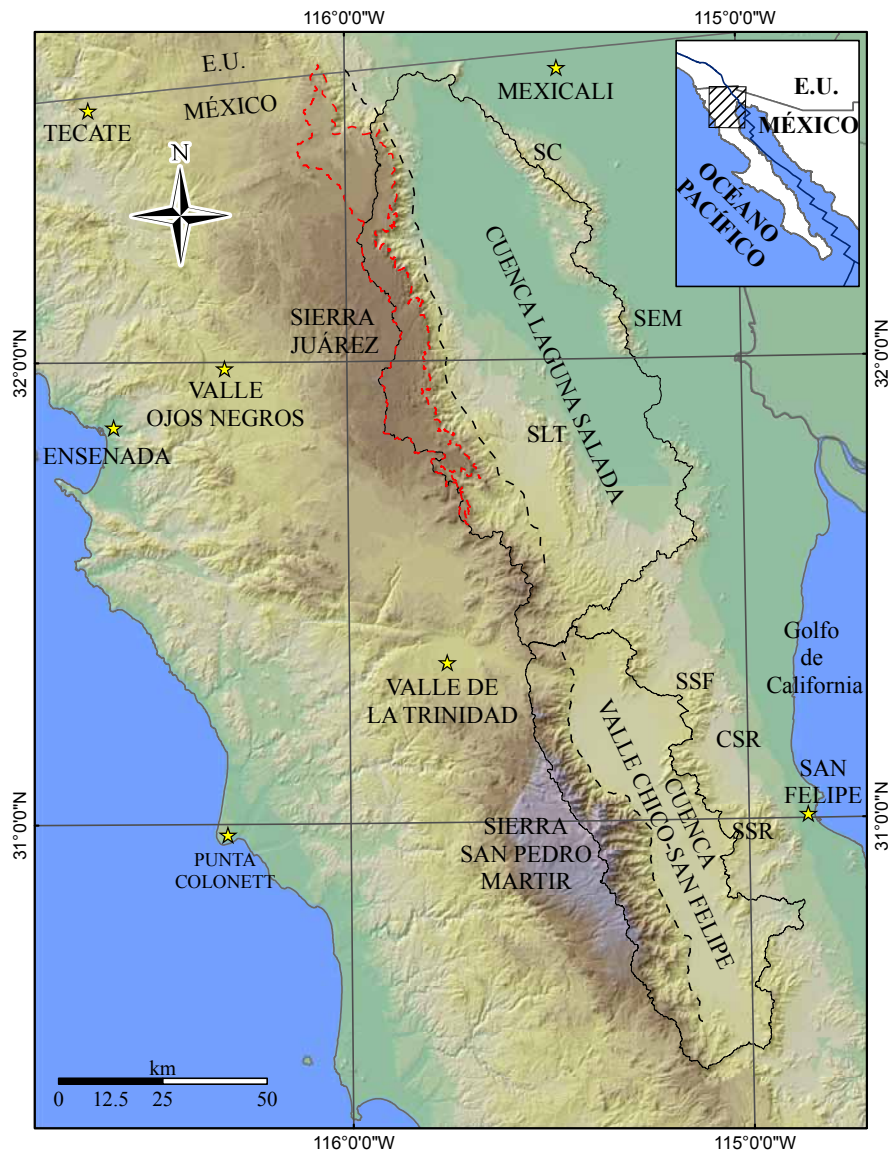 116°0'0"W
115°0'0"W
E.U.
MÉXICO
TECATE
MEXICALI
E.U.
MÉXICO
OCÉANO
PACÍFICO
N
SC
CUENCA LAGUNA SALADA
SIERRA
JUÁREZ
SEM
32°0'0"N
32°0'0"N
VALLE
OJOS NEGROS
SLT
ENSENADA
Golfo
de
California
VALLE DE
LA TRINIDAD
SSF
CSR
CUENCA
VALLE CHICO-SAN FELIPE
SAN
FELIPE
31°0'0"N
31°0'0"N
SIERRA
SAN PEDRO
MARTIR
SSR
PUNTA
COLONETT
km
0 12.5 25 50
116°0'0"W
115°0'0"W